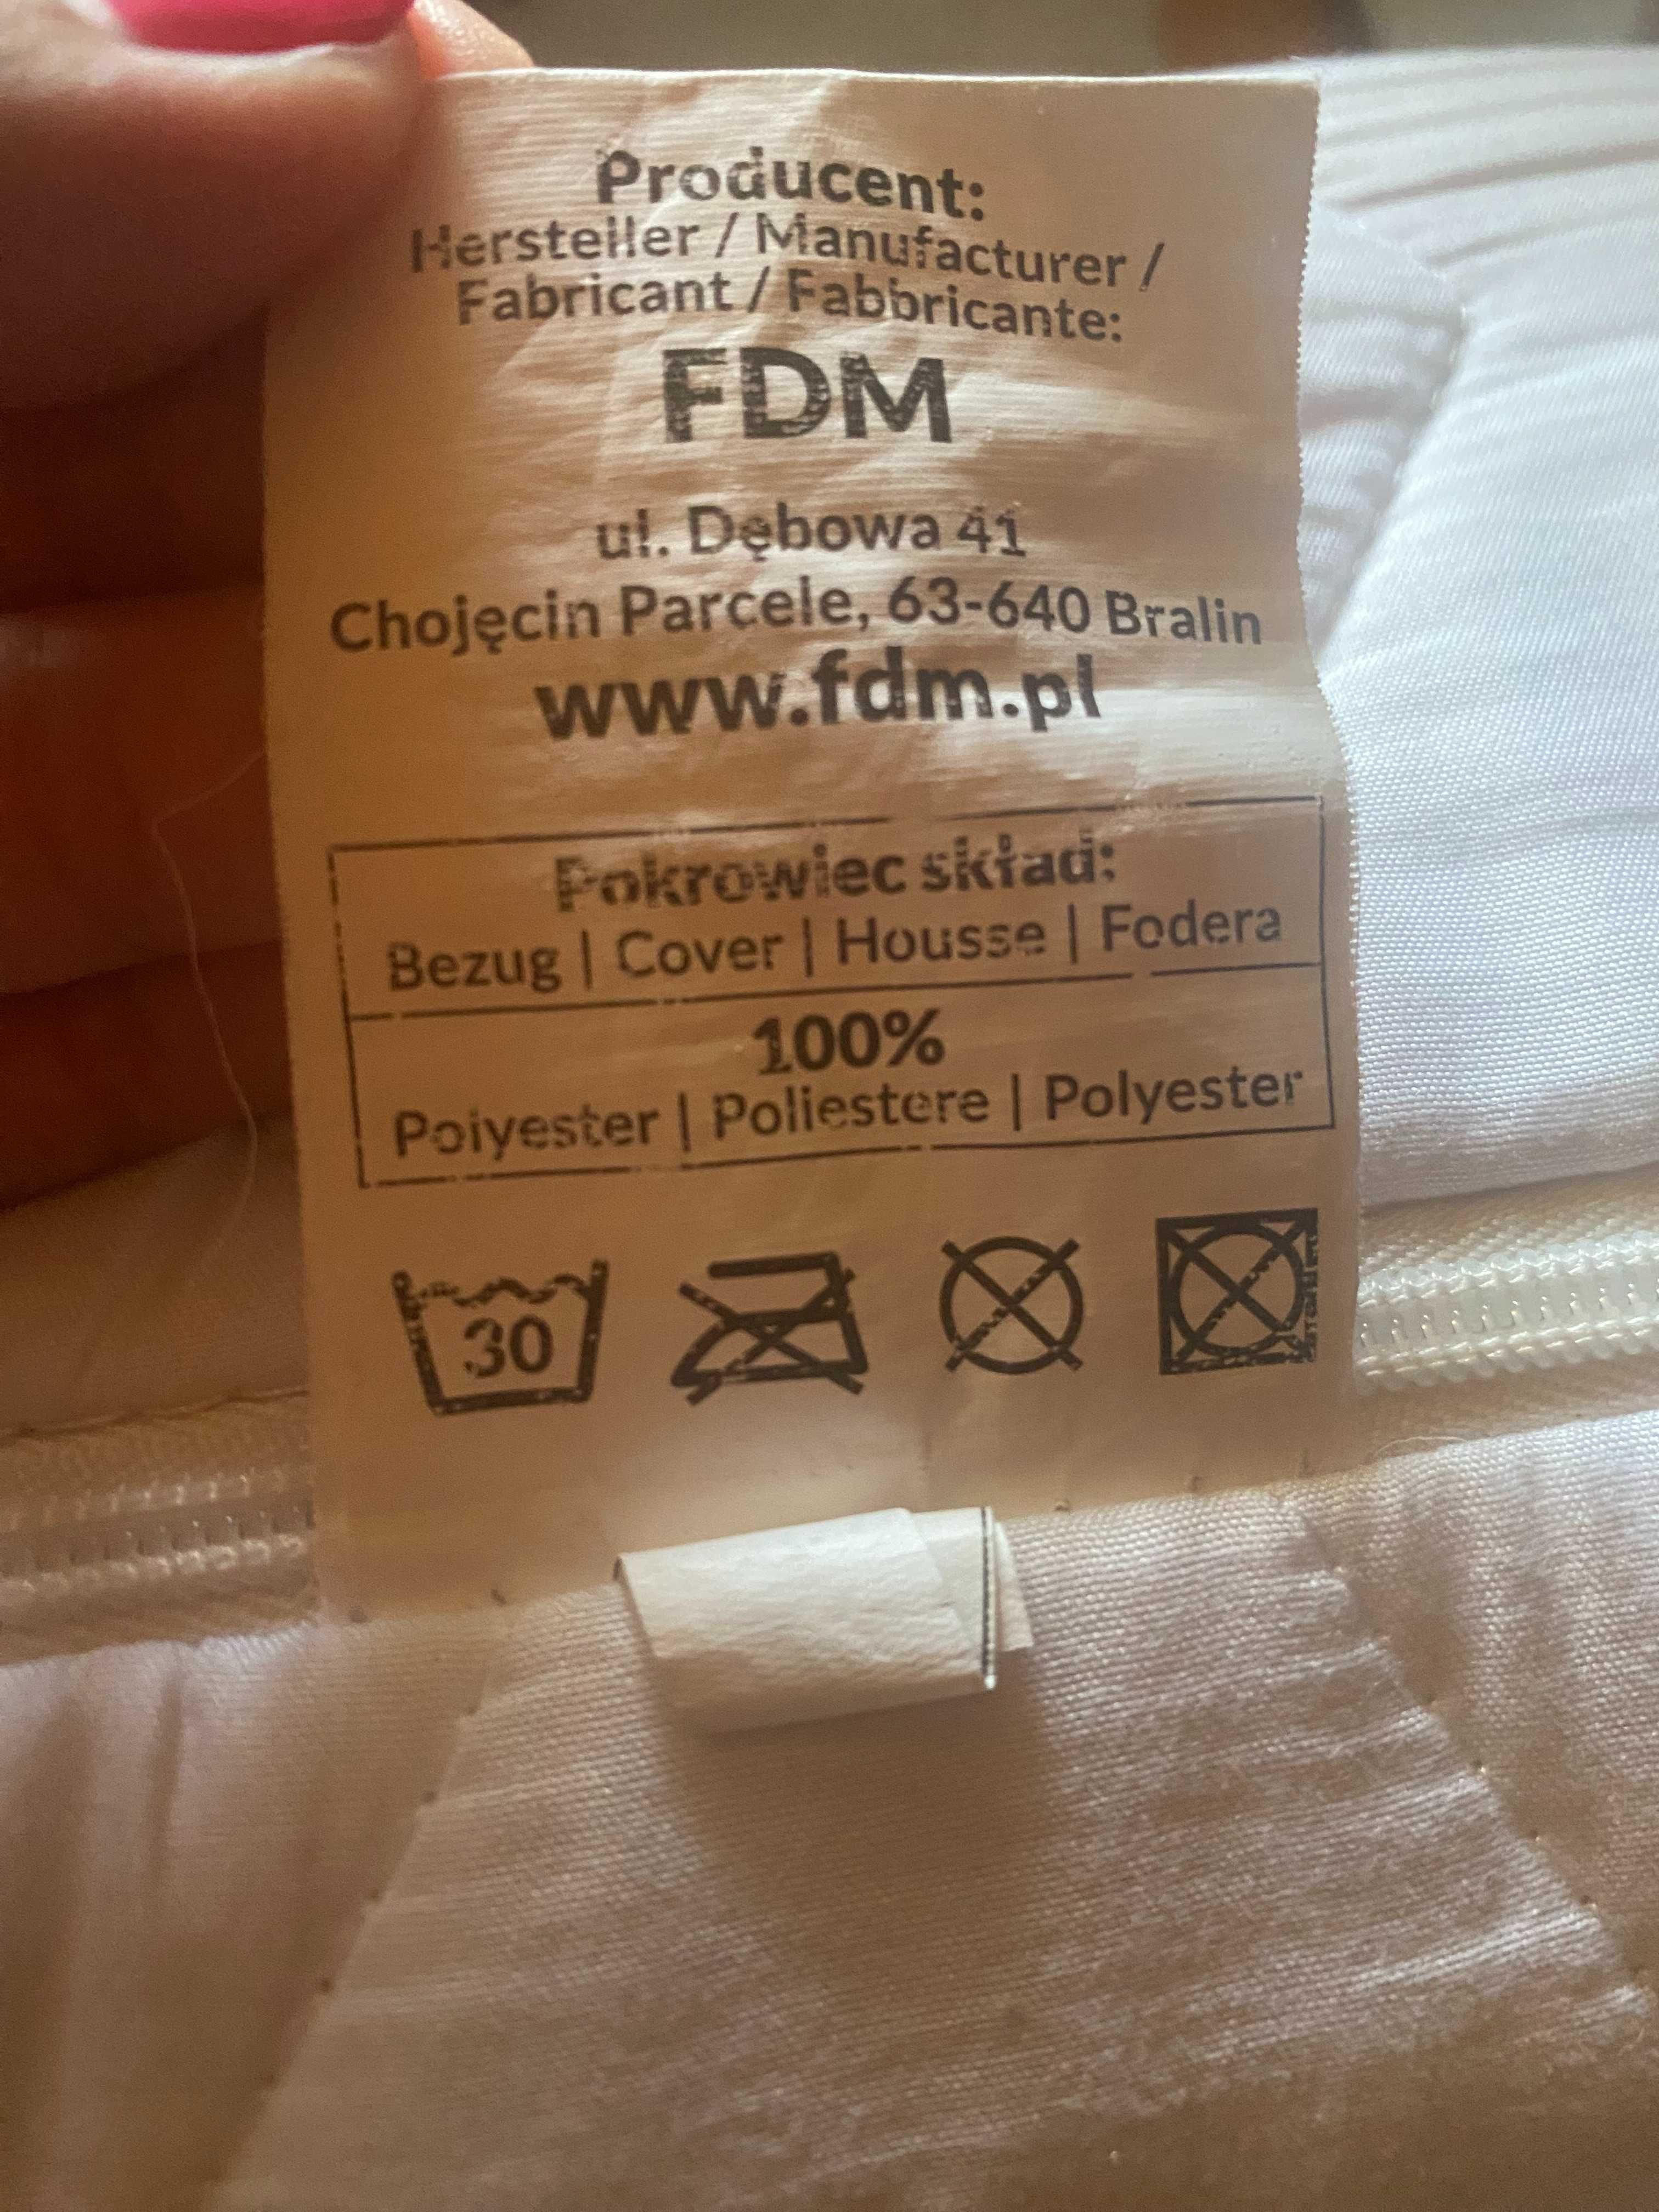 Producent:
Hersteller / Manufacturer /
Fabricant / Fabbricante:
FDM
ul. Dębowa 41
Chojęcin Parcele, 63-640 Bralin
www.fdm.pl
Pokrowiec skład:
Bezug | Cover | Housse | Fodera
100%
Polyester | Poliestere | Polyester
30